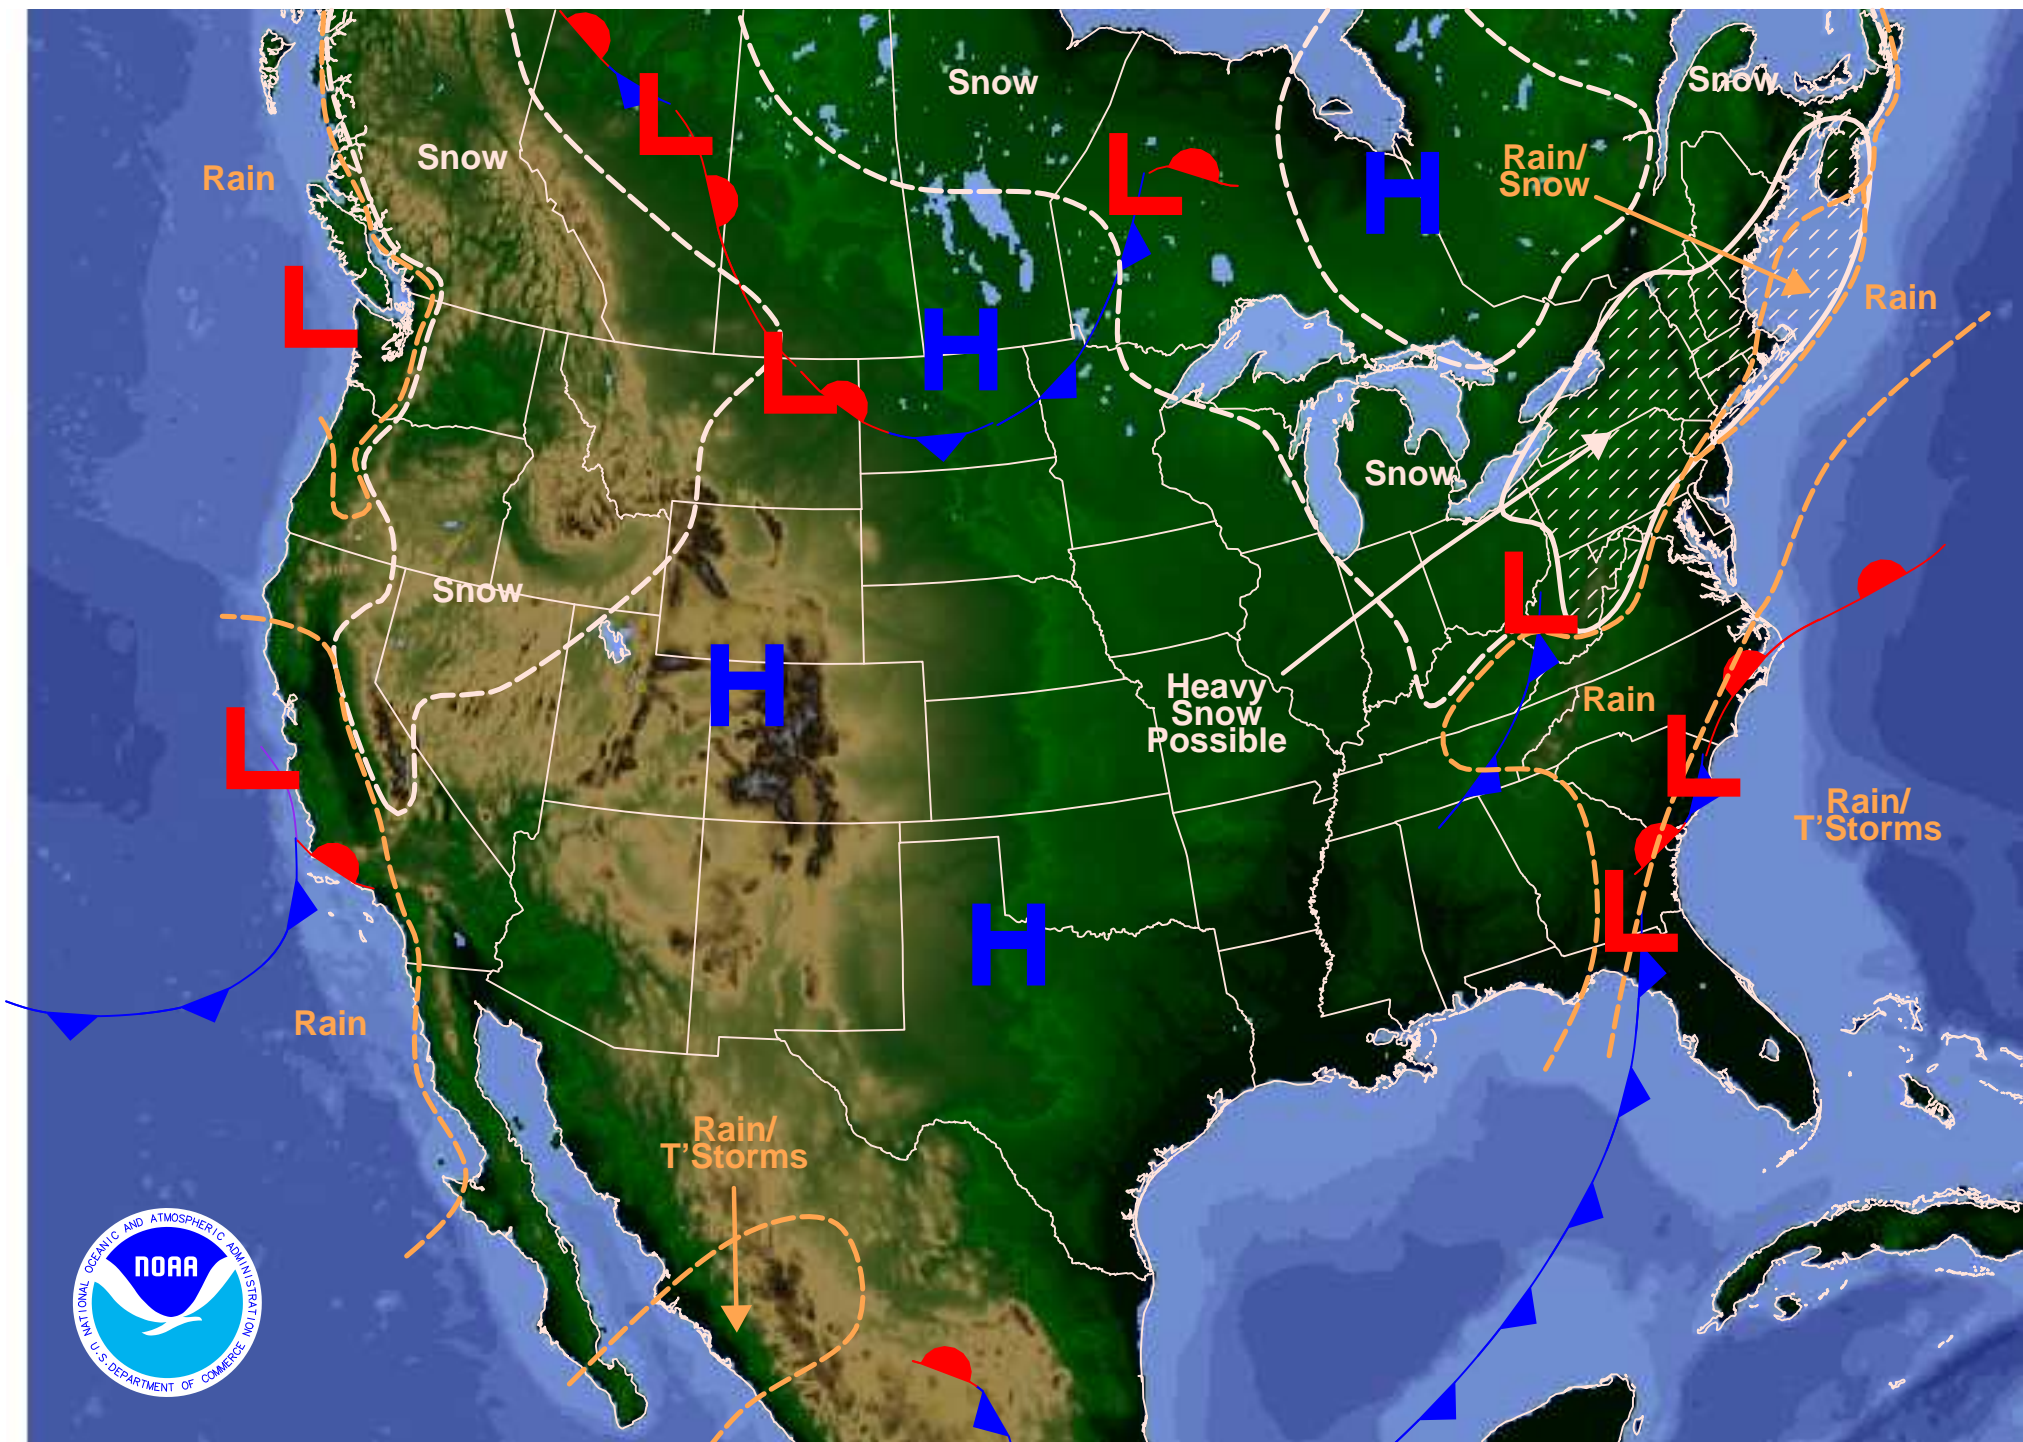 Snow
Snow
Snow
Rain/
Snow
Rain
Rain
Snow
Snow
Heavy
Snow
Possible
Rain
Rain/
T'Storms
Rain
Rain/
T'Storms
L
L
L
L
L
L
L
L
H
H
H
H
NATIONAL OCEANIC AND ATMOSPHERIC ADMINISTRATION
NOAA
U.S. DEPARTMENT OF COMMERCE